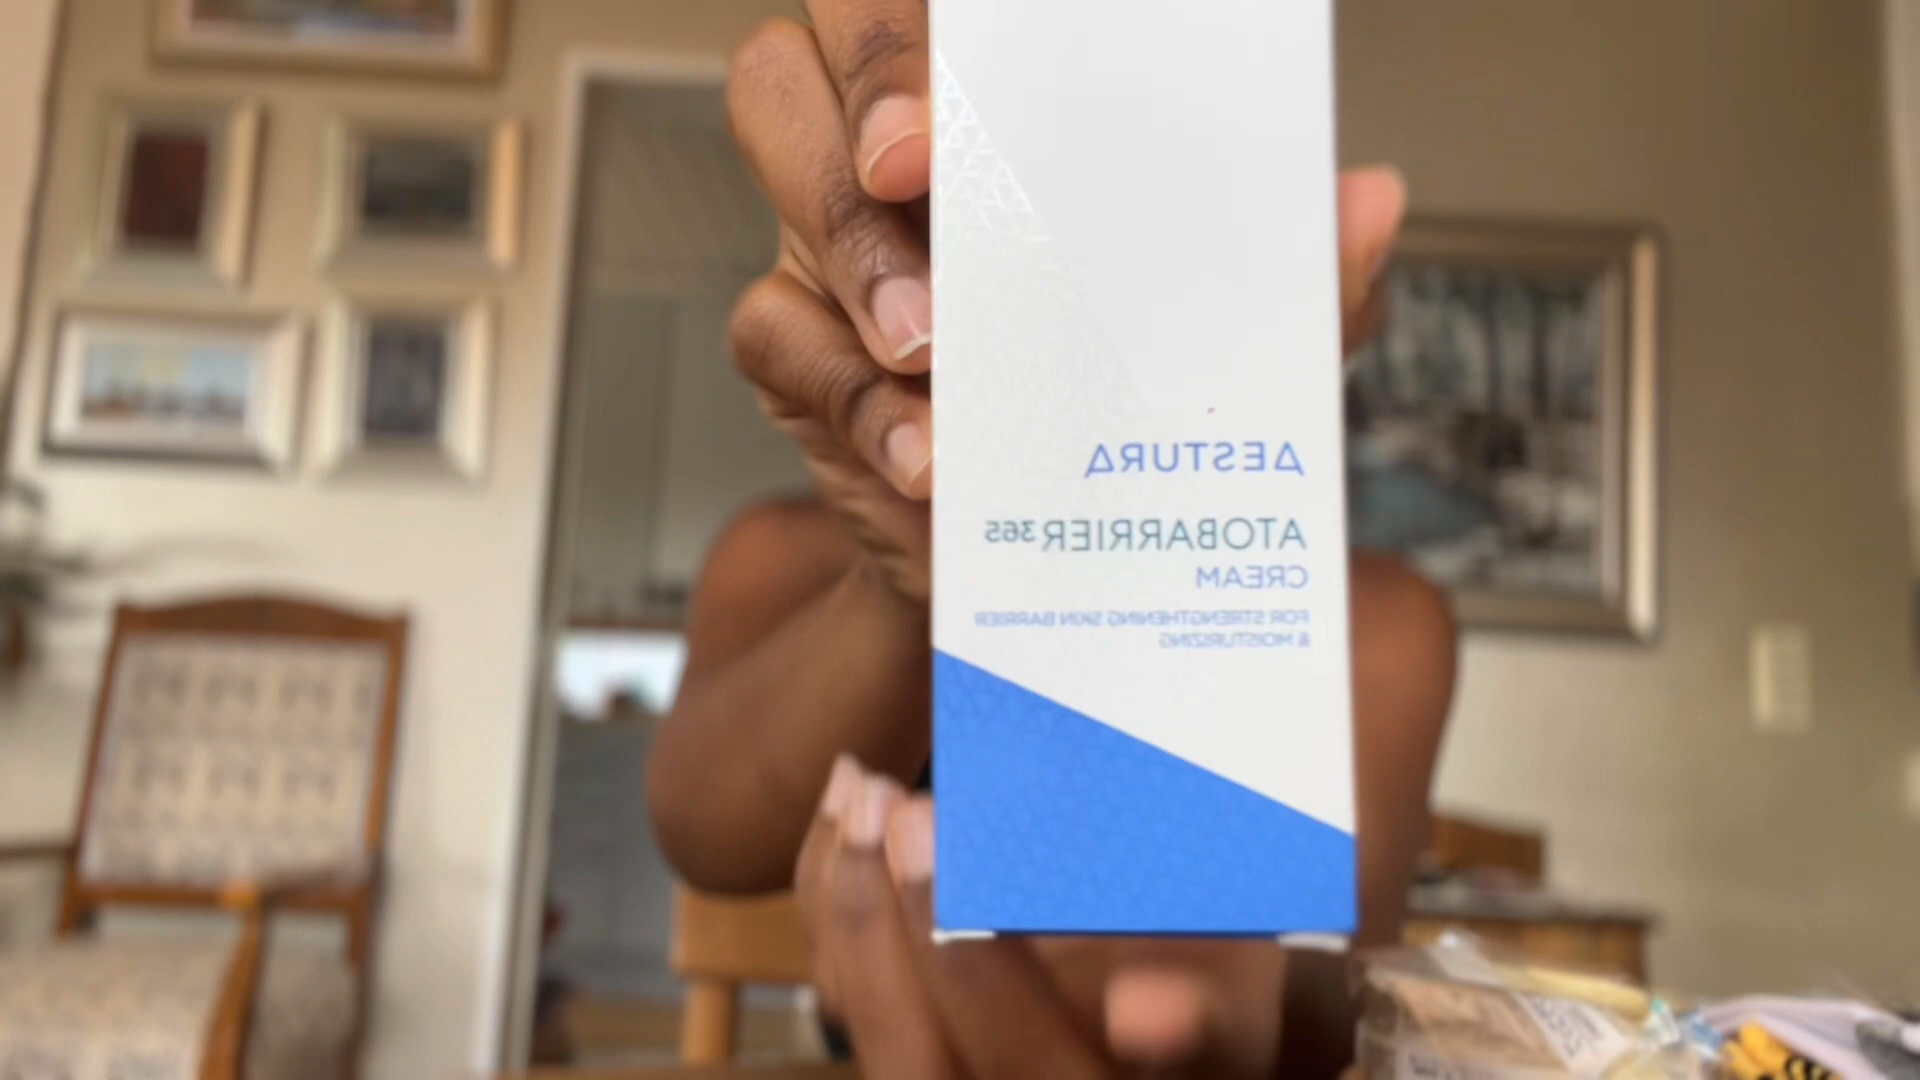 AESTURA
ATOBARRIER365
CREAM
FOR STRENGTHENING SKIN BARRIER
& MOISTURIZING